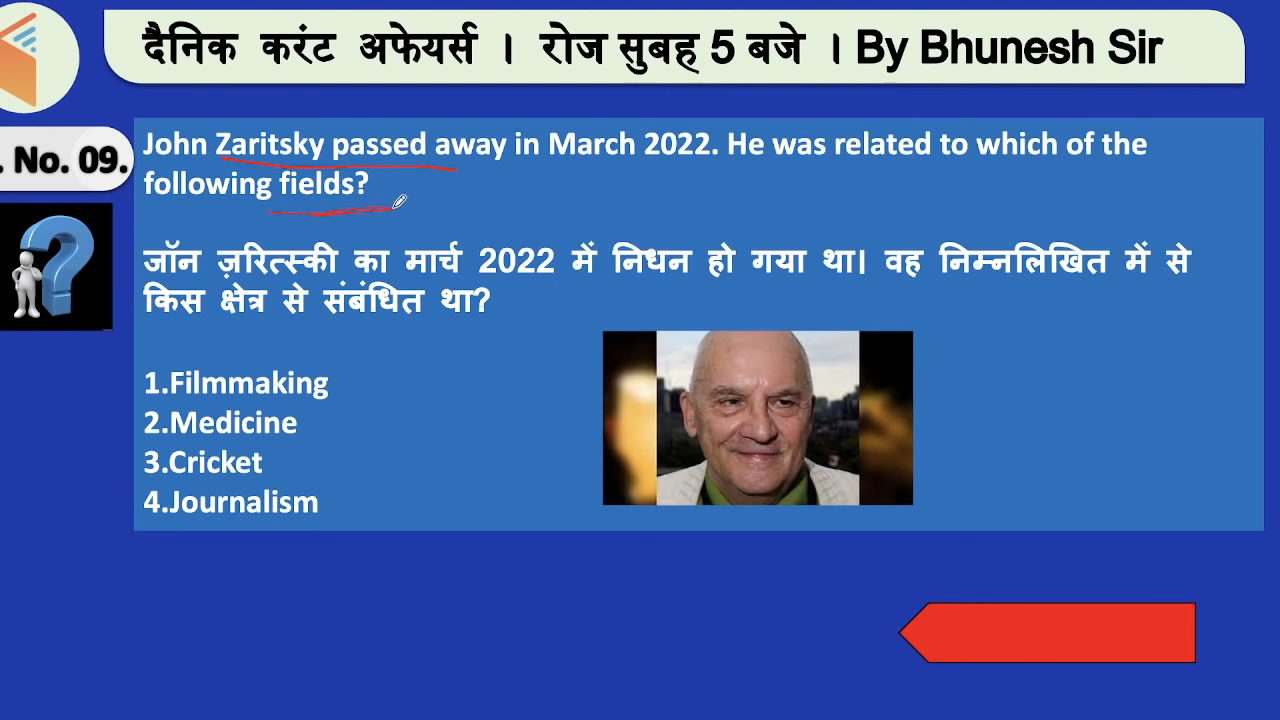 दैनिक करंट अफेयर्स । रोज सुबह 5 बजे । By Bhunesh Sir
. No. 09.
John Zaritsky passed away in March 2022. He was related to which of the
following fields?
जॉन ज़रित्स्की का मार्च 2022 में निधन हो गया था। वह निम्नलिखित में से
किस क्षेत्र से संबंधित था?
1.Filmmaking
2.Medicine
3.Cricket
4.Journalism